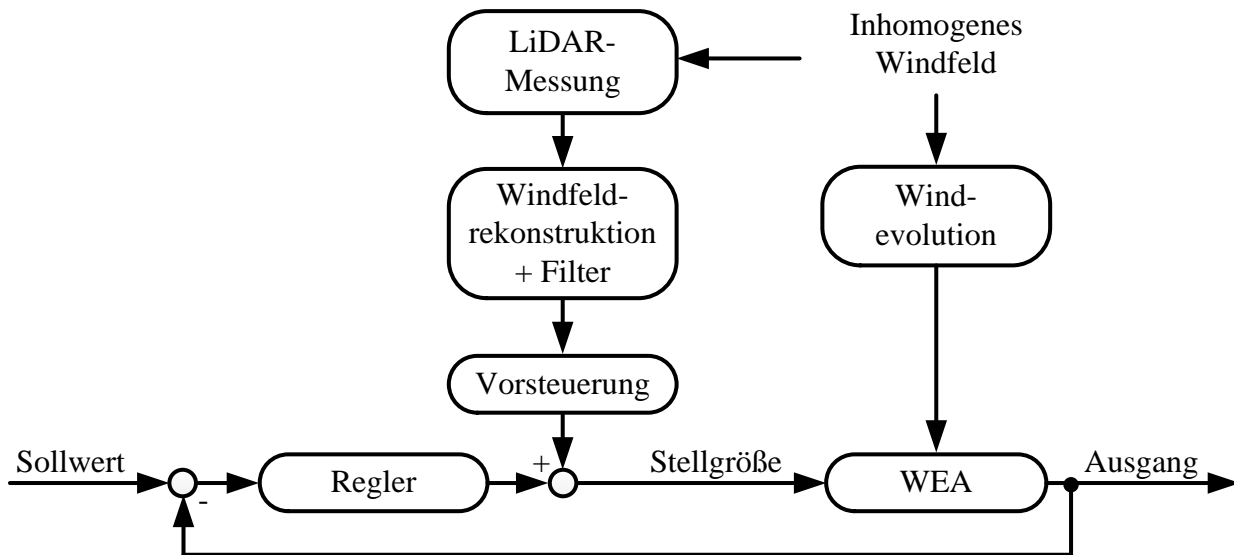 LiDAR-
Messung
Inhomogenes
Windfeld
Windfeld-
rekonstruktion
+ Filter
Wind-
evolution
Vorsteuerung
Sollwert
-
Regler
+
Stellgröße
WEA
Ausgang